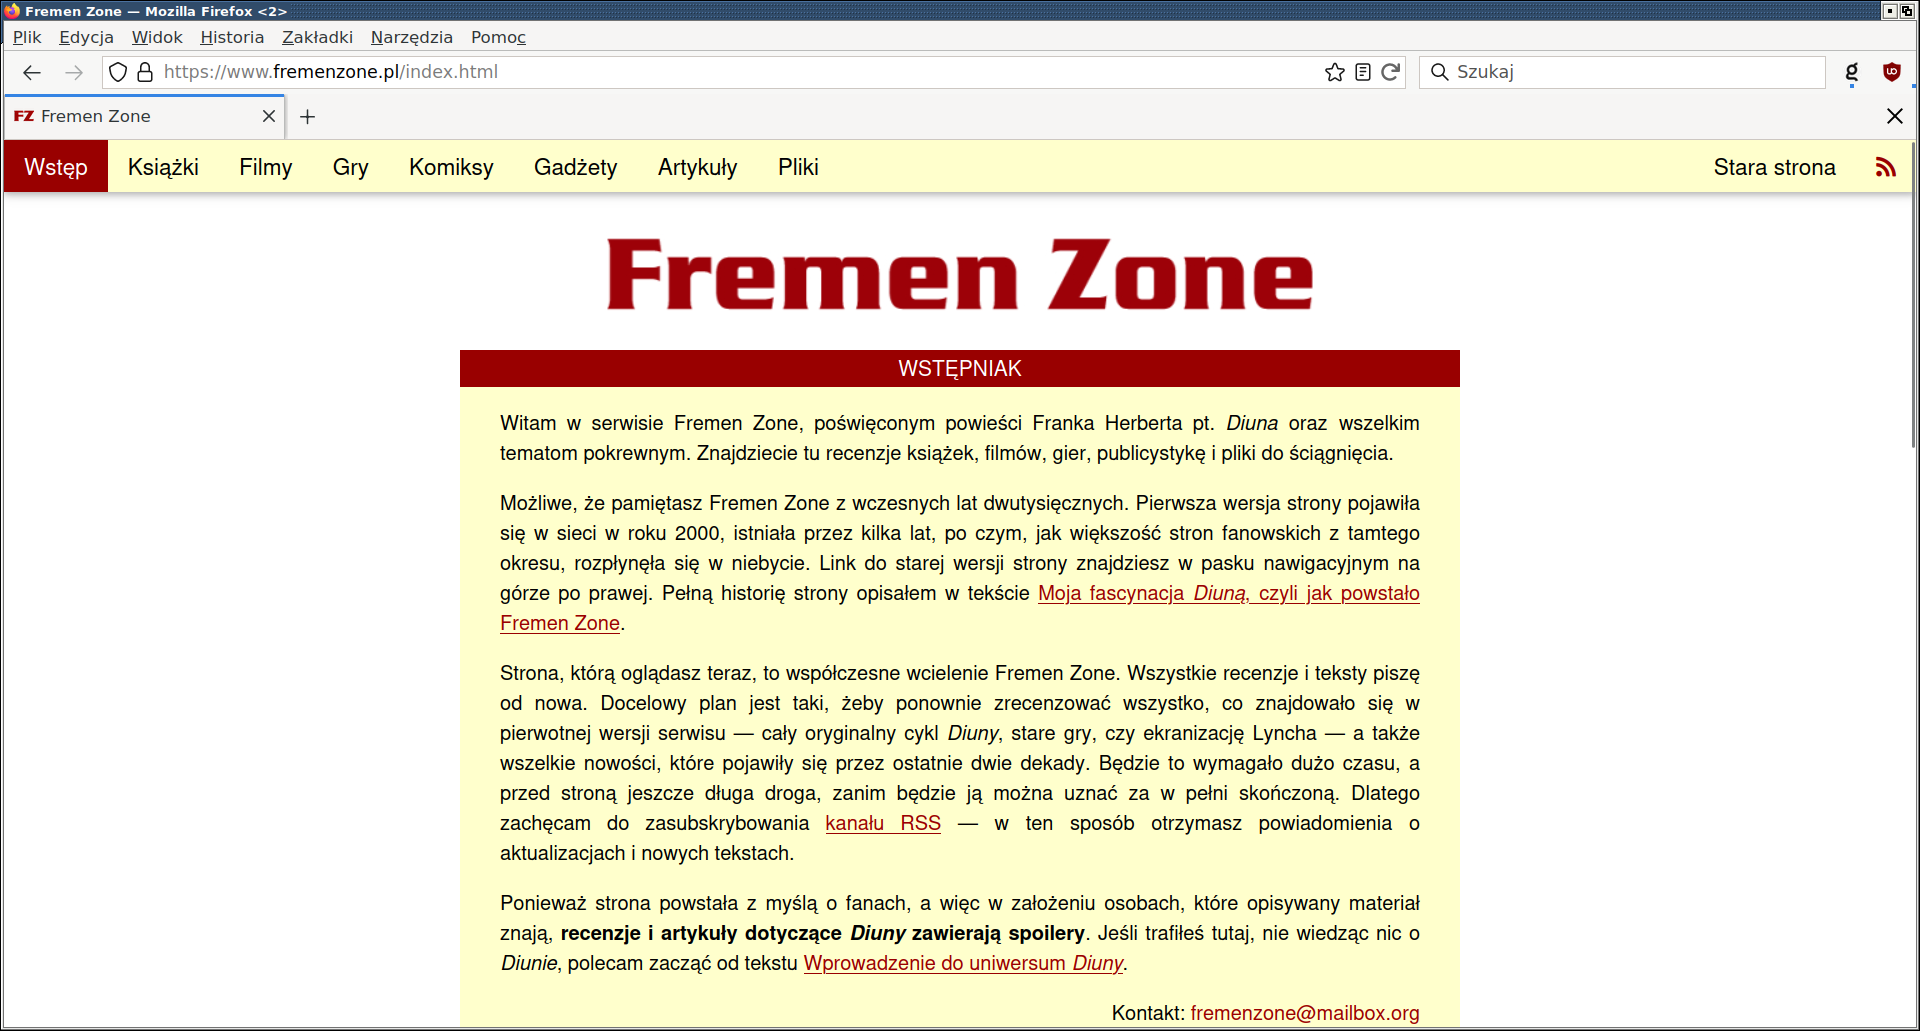 Fremen Zone — Mozilla Firefox <2>
Plik Edycja Widok Historia Zakładki Narzędzia Pomoc
https://www.fremenzone.pl/index.html Szukaj g
FZ Fremen Zone
Wstęp Książki Filmy Gry Komiksy Gadżety Artykuły Pliki Stara strona
Fremen Zone
WSTĘPNIAK
Witam w serwisie Fremen Zone, poświęconym powieści Franka Herberta pt. Diuna oraz wszelkim
tematom pokrewnym. Znajdziecie tu recenzje książek, filmów, gier, publicystykę i pliki do ściągnięcia.
Możliwe, że pamiętasz Fremen Zone z wczesnych lat dwutysięcznych. Pierwsza wersja strony pojawiła
się w sieci w roku 2000, istniała przez kilka lat, po czym, jak większość stron fanowskich z tamtego
okresu, rozpłynęła się w niebycie. Link do starej wersji strony znajdziesz w pasku nawigacyjnym na
górze po prawej. Pełną historię strony opisałem w tekście Moja fascynacja Diuną, czyli jak powstało
Fremen Zone.
Strona, którą oglądasz teraz, to współczesne wcielenie Fremen Zone. Wszystkie recenzje i teksty piszę
od nowa. Docelowy plan jest taki, żeby ponownie zrecenzować wszystko, co znajdowało się w
pierwotnej wersji serwisu — cały oryginalny cykl Diuny, stare gry, czy ekranizację Lyncha — a także
wszelkie nowości, które pojawiły się przez ostatnie dwie dekady. Będzie to wymagało dużo czasu, a
przed stroną jeszcze długa droga, zanim będzie ją można uznać za w pełni skończoną. Dlatego
zachęcam do zasubskrybowania kanału RSS — w ten sposób otrzymasz powiadomienia o
aktualizacjach i nowych tekstach.
Ponieważ strona powstała z myślą o fanach, a więc w założeniu osobach, które opisywany materiał
znają, recenzje i artykuły dotyczące Diuny zawierają spoilery. Jeśli trafiłeś tutaj, nie wiedząc nic o
Diunie, polecam zacząć od tekstu Wprowadzenie do uniwersum Diuny.
Kontakt: fremenzone@mailbox.org